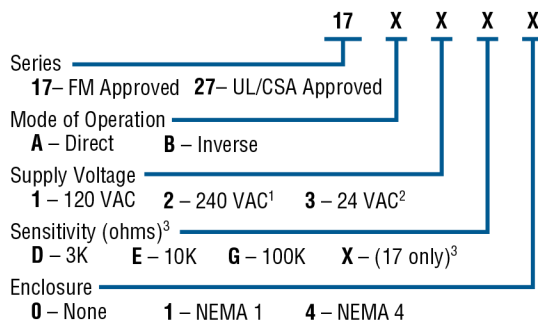 17 X X X X
Series
17– FM Approved 27– UL/CSA Approved
Mode of Operation
A – Direct B – Inverse
Supply Voltage
1 – 120 VAC 2 – 240 VAC¹ 3 – 24 VAC²
Sensitivity (ohms)³
D – 3K E – 10K G – 100K X – (17 only)³
Enclosure
0 – None 1 – NEMA 1 4 – NEMA 4